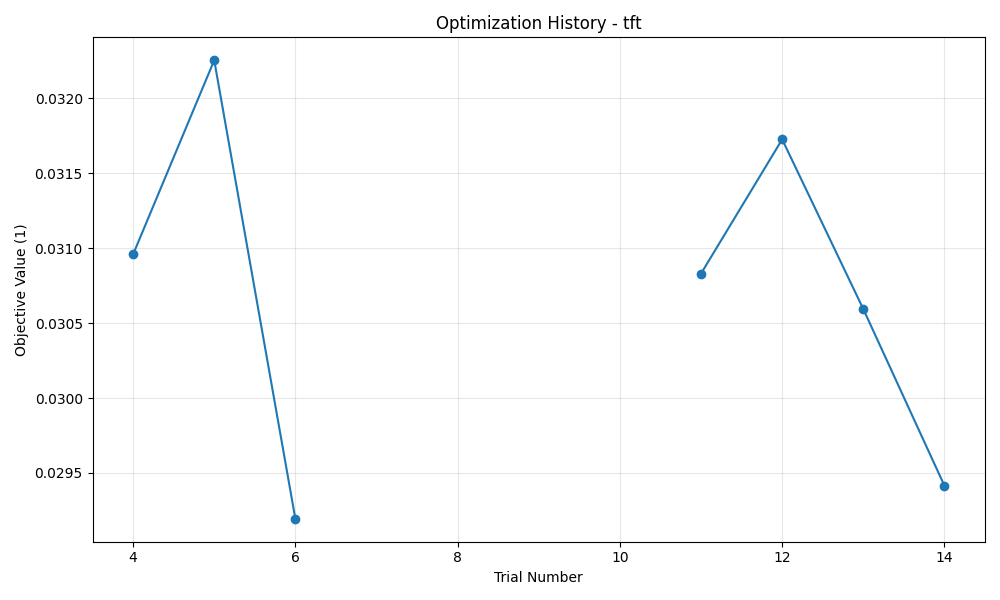 Optimization History - tft
Objective Value (1)
0.0320
0.0315
0.0310
0.0305
0.0300
0.0295
4 6 8 10 12 14
Trial Number